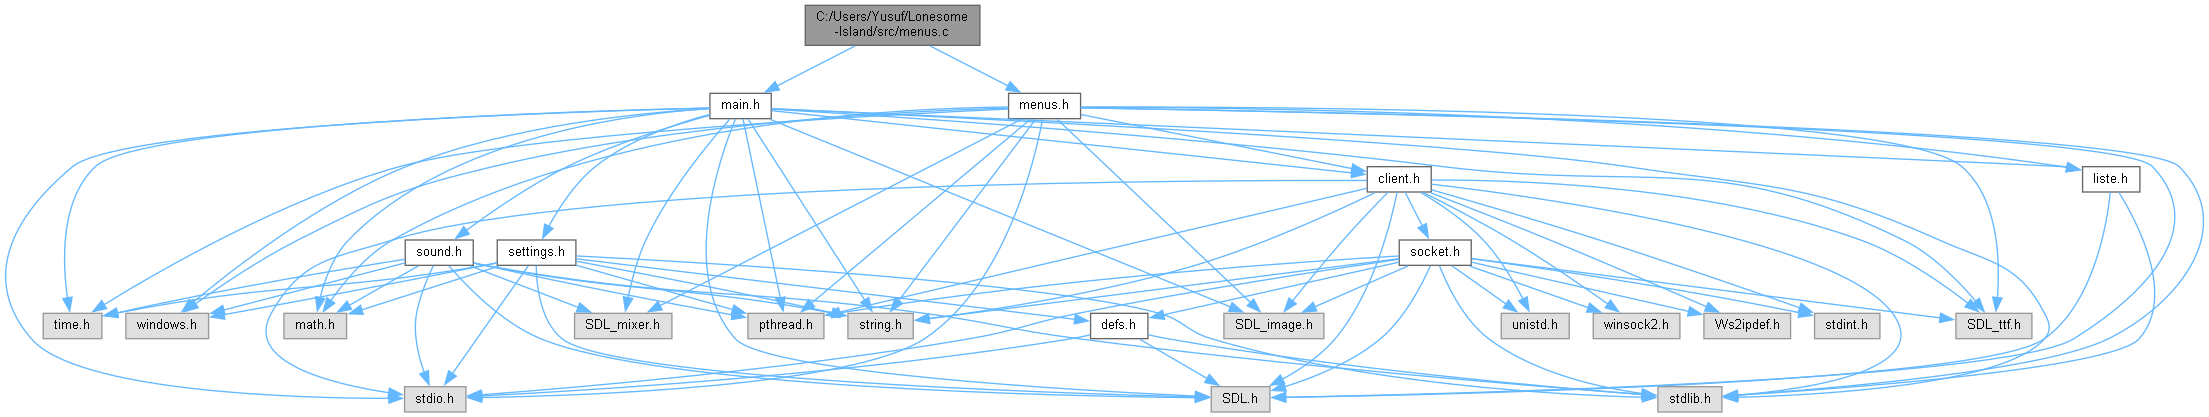 C:/Users/Yusuf/Lonesome
-Island/src/menus.c
main.h
menus.h
client.h
liste.h
sound.h
settings.h
socket.h
time.h
windows.h
math.h
SDL_mixer.h
pthread.h
string.h
defs.h
SDL_image.h
unistd.h
winsock2.h
Ws2ipdef.h
stdint.h
SDL_ttf.h
stdio.h
SDL.h
stdlib.h